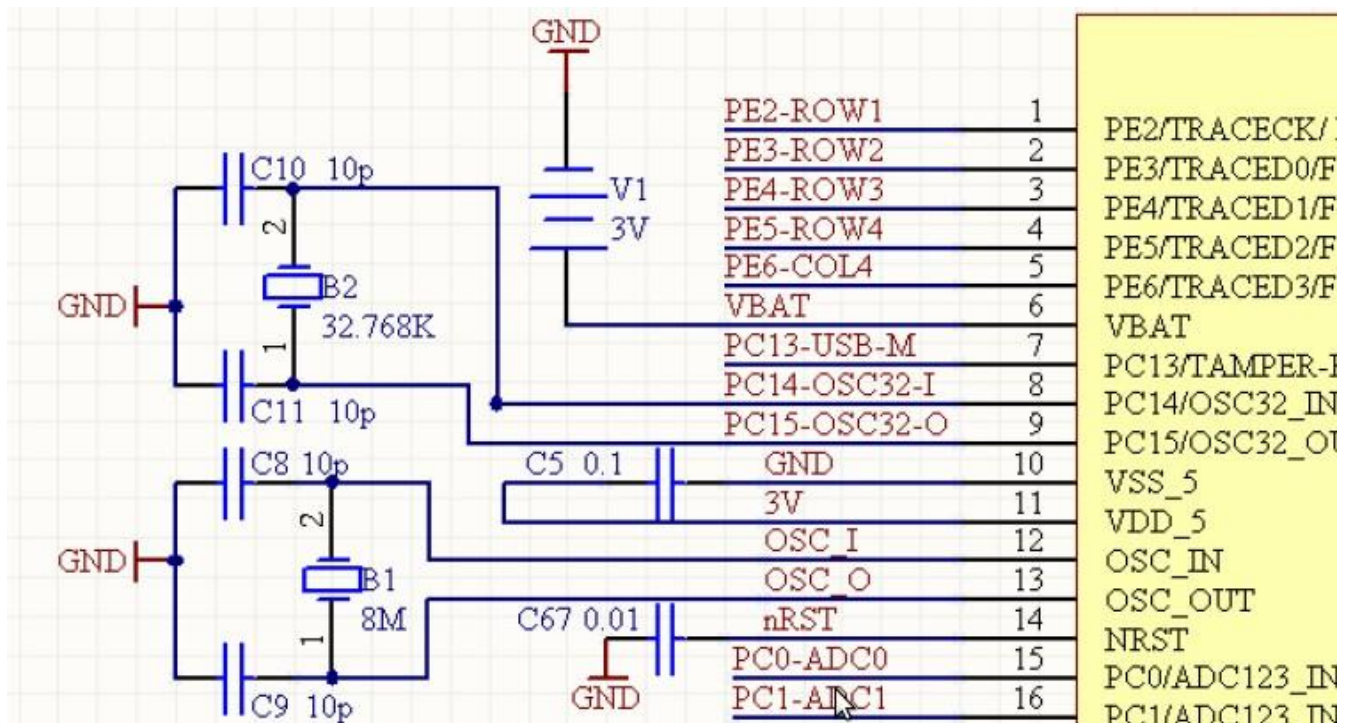 GND
PE2-ROW1 1
PE2/TRACECK/
PE3-ROW2 2
PE3/TRACED0/F
C10 10p
V1
PE4-ROW3 3
PE4/TRACED1/F
2
3V
PE5-ROW4 4
PE5/TRACED2/F
PE6-COL4 5
PE6/TRACED3/F
B2
GND
VBAT 6
VBAT
32.768K
1
PC13-USB-M 7
PC13/TAMPER-
PC14-OSC32-I 8
PC14/OSC32_IN
C11 10p
PC15-OSC32-O 9
PC15/OSC32_OU
C8 10p
C5 0.1
GND 10
VSS_5
3V 11
VDD_5
2
OSC_I 12
OSC_IN
GND
B1
OSC_O 13
OSC_OUT
8M
C67 0.01
nRST 14
NRST
1
PC0-ADC0 15
PC0/ADC123_IN
GND
PC1-ADC1 16
PC1/ADC123_IN
C9 10p